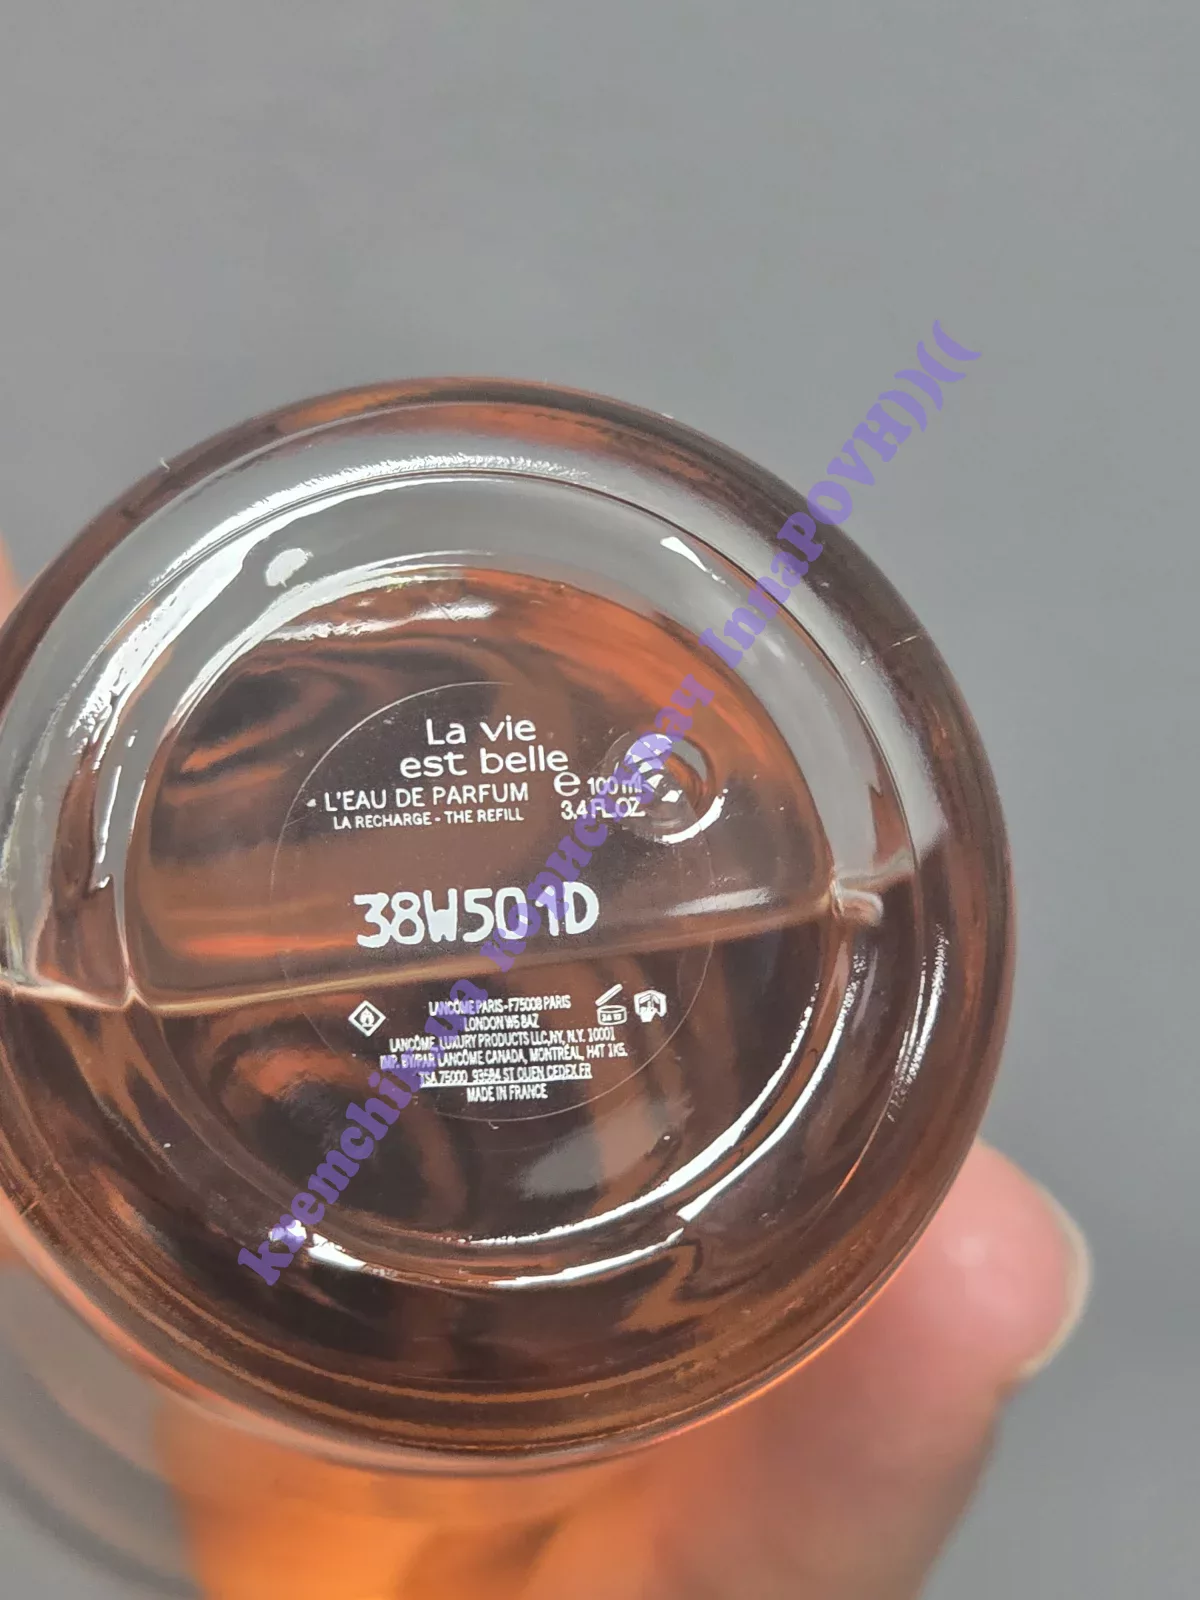 La vie
est belle
L'EAU DE PARFUM
LA RECHARGE - THE REFILL
e 100 ml
3.4 FL.OZ.
38W501D
LANCÔME PARIS-F75008 PARIS
LONDON W6 8AZ
LANCÔME, LUXURY PRODUCTS LLC,NY, N.Y. 10001
IMP. BY/PAR LANCÔME CANADA, MONTRÉAL, H4T 1K5.
TSA 75000 93584 ST OUEN CEDEX FR
MADE IN FRANCE
InnaPOVH)))((